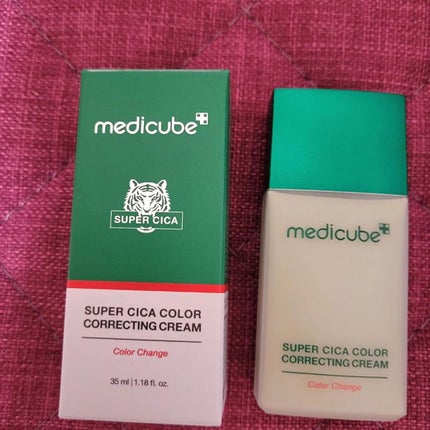 medicube
SUPER CICA
SUPER CICA COLOR
CORRECTING CREAM
Color Change
35 ml | 1.18 fl. oz.
medicube
SUPER CICA COLOR
CORRECTING CREAM
Color Change